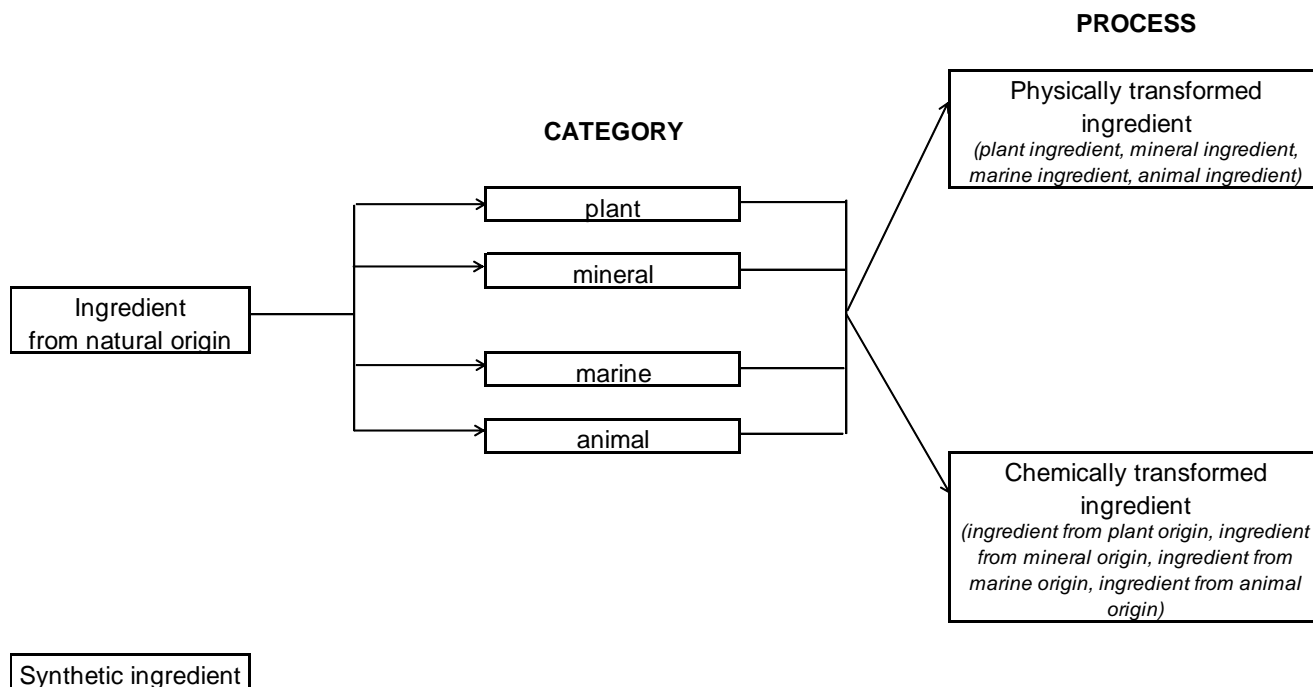 PROCESS
Physically transformed
ingredient
(plant ingredient, mineral ingredient,
marine ingredient, animal ingredient)
CATEGORY
plant
mineral
marine
animal
Ingredient
from natural origin
Chemically transformed
ingredient
(ingredient from plant origin, ingredient
from mineral origin, ingredient from
marine origin, ingredient from animal
origin)
Synthetic ingredient